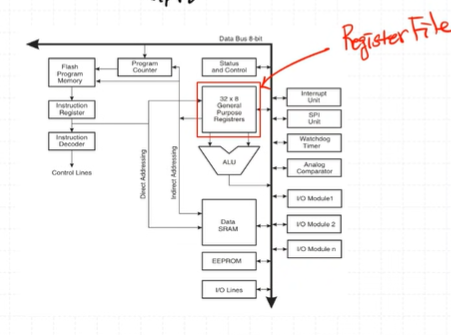 Data Bus 8-bit
Register File
Flash
Program
Memory
Program
Counter
Status
and Control
32 x 8
General
Purpose
Registrers
Interrupt
Unit
Instruction
Register
SPI
Unit
Instruction
Decoder
Watchdog
Timer
ALU
Analog
Comparator
Control Lines
Direct Addressing
Indirect Addressing
I/O Module1
Data
SRAM
I/O Module 2
I/O Module n
EEPROM
I/O Lines